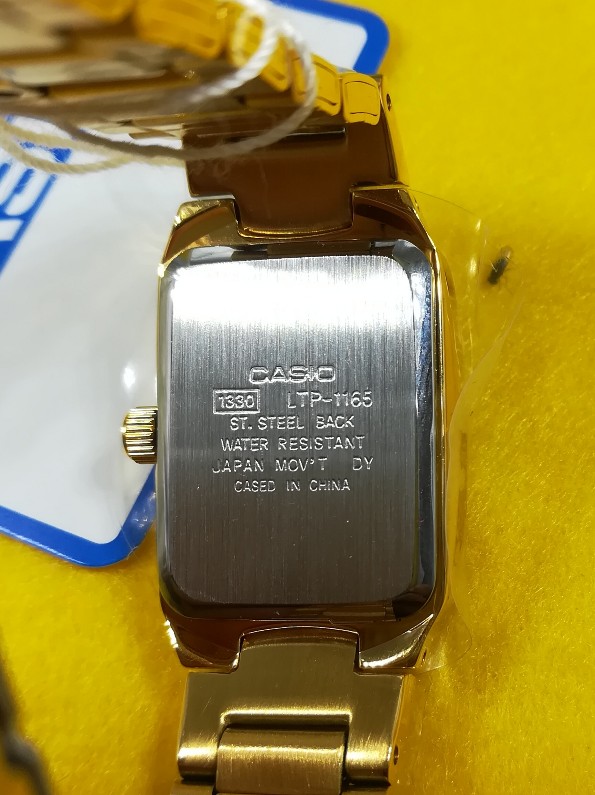 CASIO
1330 LTP-1165
ST. STEEL BACK
WATER RESISTANT
JAPAN MOV'T DY
CASED IN CHINA